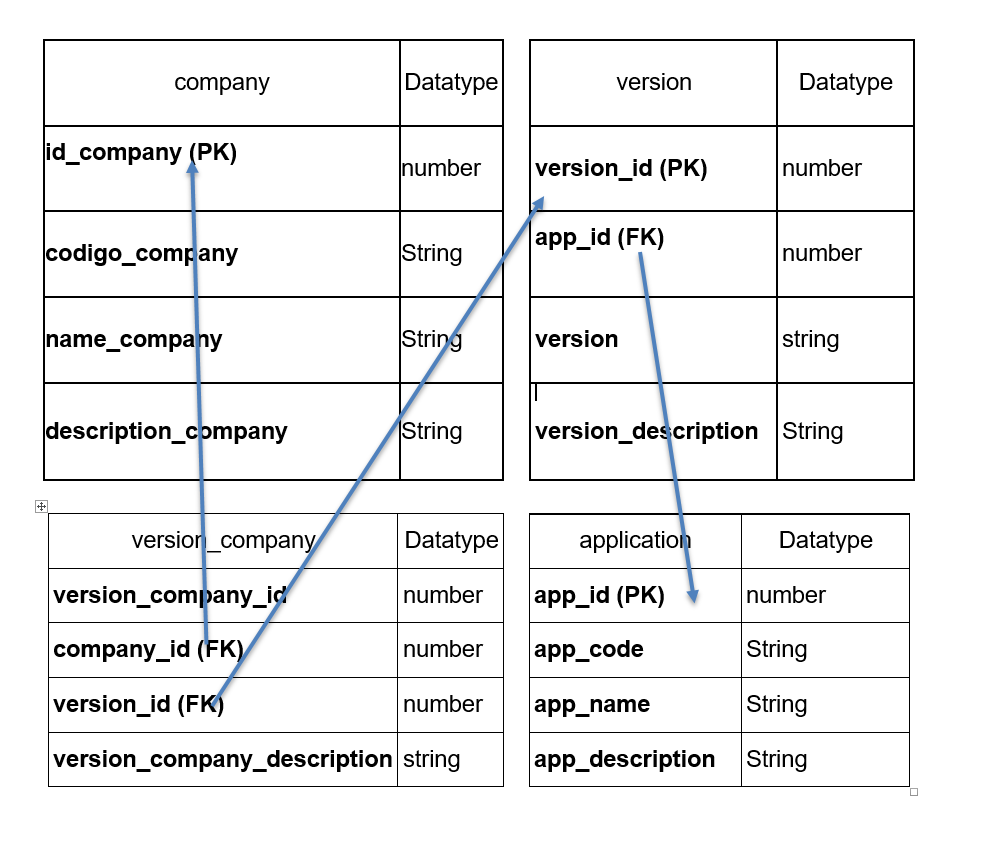 company Datatype
id_company (PK) number
codigo_company String
name_company String
description_company String
version Datatype
version_id (PK) number
app_id (FK) number
version string
version_description String
version_company Datatype
version_company_id number
company_id (FK) number
version_id (FK) number
version_company_description string
application Datatype
app_id (PK) number
app_code String
app_name String
app_description String